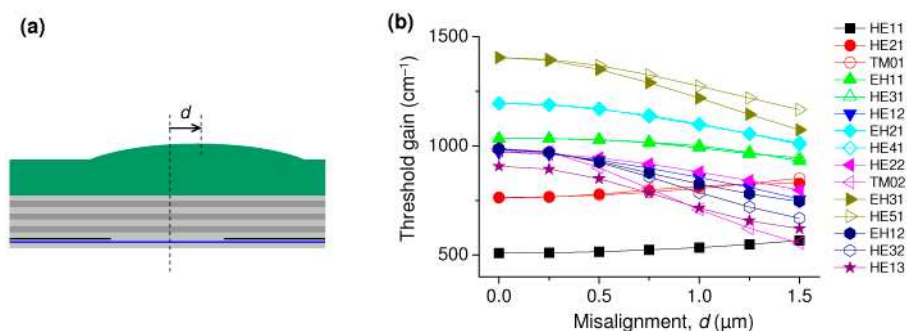 (a)
d
(b)
1500
1000
500
Threshold gain (cm⁻¹)
0.0 0.5 1.0 1.5
Misalignment, d (µm)
HE11
HE21
TM01
EH11
HE31
HE12
EH21
HE41
HE22
TM02
EH31
HE51
EH12
HE32
HE13